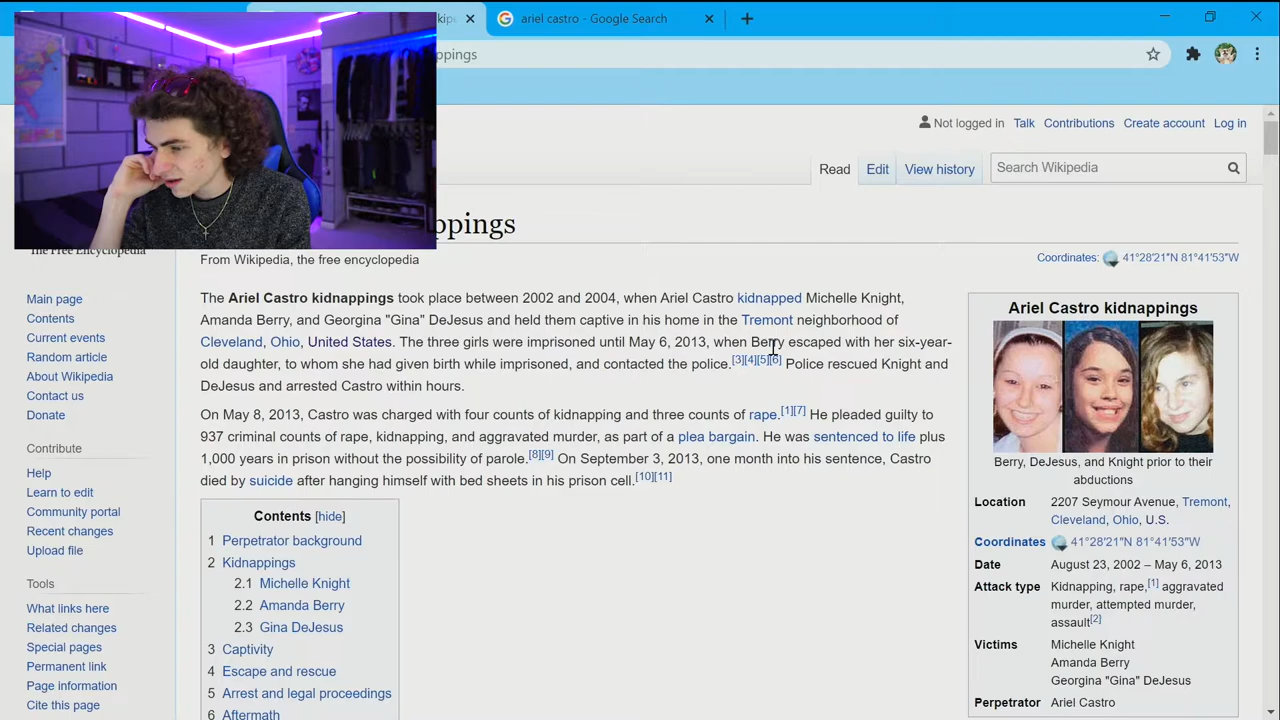 ariel castro - Google Search
ppings
Not logged in Talk Contributions Create account Log in
Read Edit View history Search Wikipedia
ppings
The Free Encyclopedia
From Wikipedia, the free encyclopedia
Coordinates: 41°28′21″N 81°41′53″W
Main page
Contents
Current events
Random article
About Wikipedia
Contact us
Donate
Contribute
Help
Learn to edit
Community portal
Recent changes
Upload file
Tools
What links here
Related changes
Special pages
Permanent link
Page information
Cite this page
The Ariel Castro kidnappings took place between 2002 and 2004, when Ariel Castro kidnapped Michelle Knight,
Amanda Berry, and Georgina "Gina" DeJesus and held them captive in his home in the Tremont neighborhood of
Cleveland, Ohio, United States. The three girls were imprisoned until May 6, 2013, when Berry escaped with her six-year-
old daughter, to whom she had given birth while imprisoned, and contacted the police.[3][4][5][6] Police rescued Knight and
DeJesus and arrested Castro within hours.
On May 8, 2013, Castro was charged with four counts of kidnapping and three counts of rape.[1][7] He pleaded guilty to
937 criminal counts of rape, kidnapping, and aggravated murder, as part of a plea bargain. He was sentenced to life plus
1,000 years in prison without the possibility of parole.[8][9] On September 3, 2013, one month into his sentence, Castro
died by suicide after hanging himself with bed sheets in his prison cell.[10][11]
Contents [hide]
1 Perpetrator background
2 Kidnappings
2.1 Michelle Knight
2.2 Amanda Berry
2.3 Gina DeJesus
3 Captivity
4 Escape and rescue
5 Arrest and legal proceedings
6 Aftermath
Ariel Castro kidnappings
Berry, DeJesus, and Knight prior to their
abductions
Location 2207 Seymour Avenue, Tremont,
Cleveland, Ohio, U.S.
Coordinates 41°28′21″N 81°41′53″W
Date August 23, 2002 – May 6, 2013
Attack type Kidnapping, rape,[1] aggravated
murder, attempted murder,
assault[2]
Victims Michelle Knight
Amanda Berry
Georgina "Gina" DeJesus
Perpetrator Ariel Castro